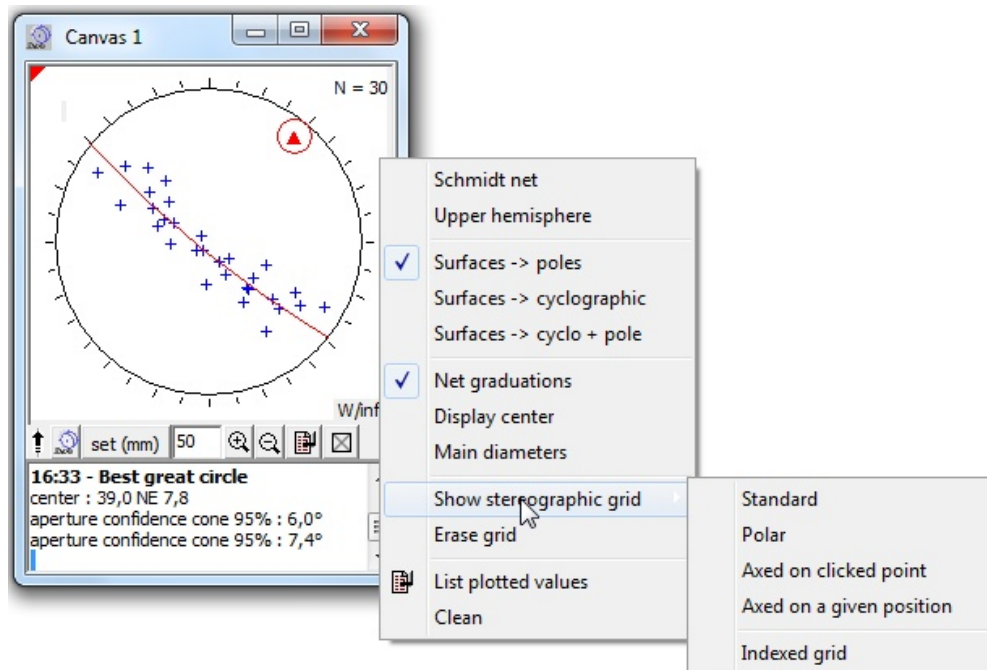 Canvas 1
N = 30
W/inf
set (mm) 50
16:33 - Best great circle
center : 39,0 NE 7,8
aperture confidence cone 95% : 6,0°
aperture confidence cone 95% : 7,4°
Schmidt net
Upper hemisphere
Surfaces -> poles
Surfaces -> cyclographic
Surfaces -> cyclo + pole
Net graduations
Display center
Main diameters
Show stereographic grid
Erase grid
List plotted values
Clean
Standard
Polar
Axed on clicked point
Axed on a given position
Indexed grid